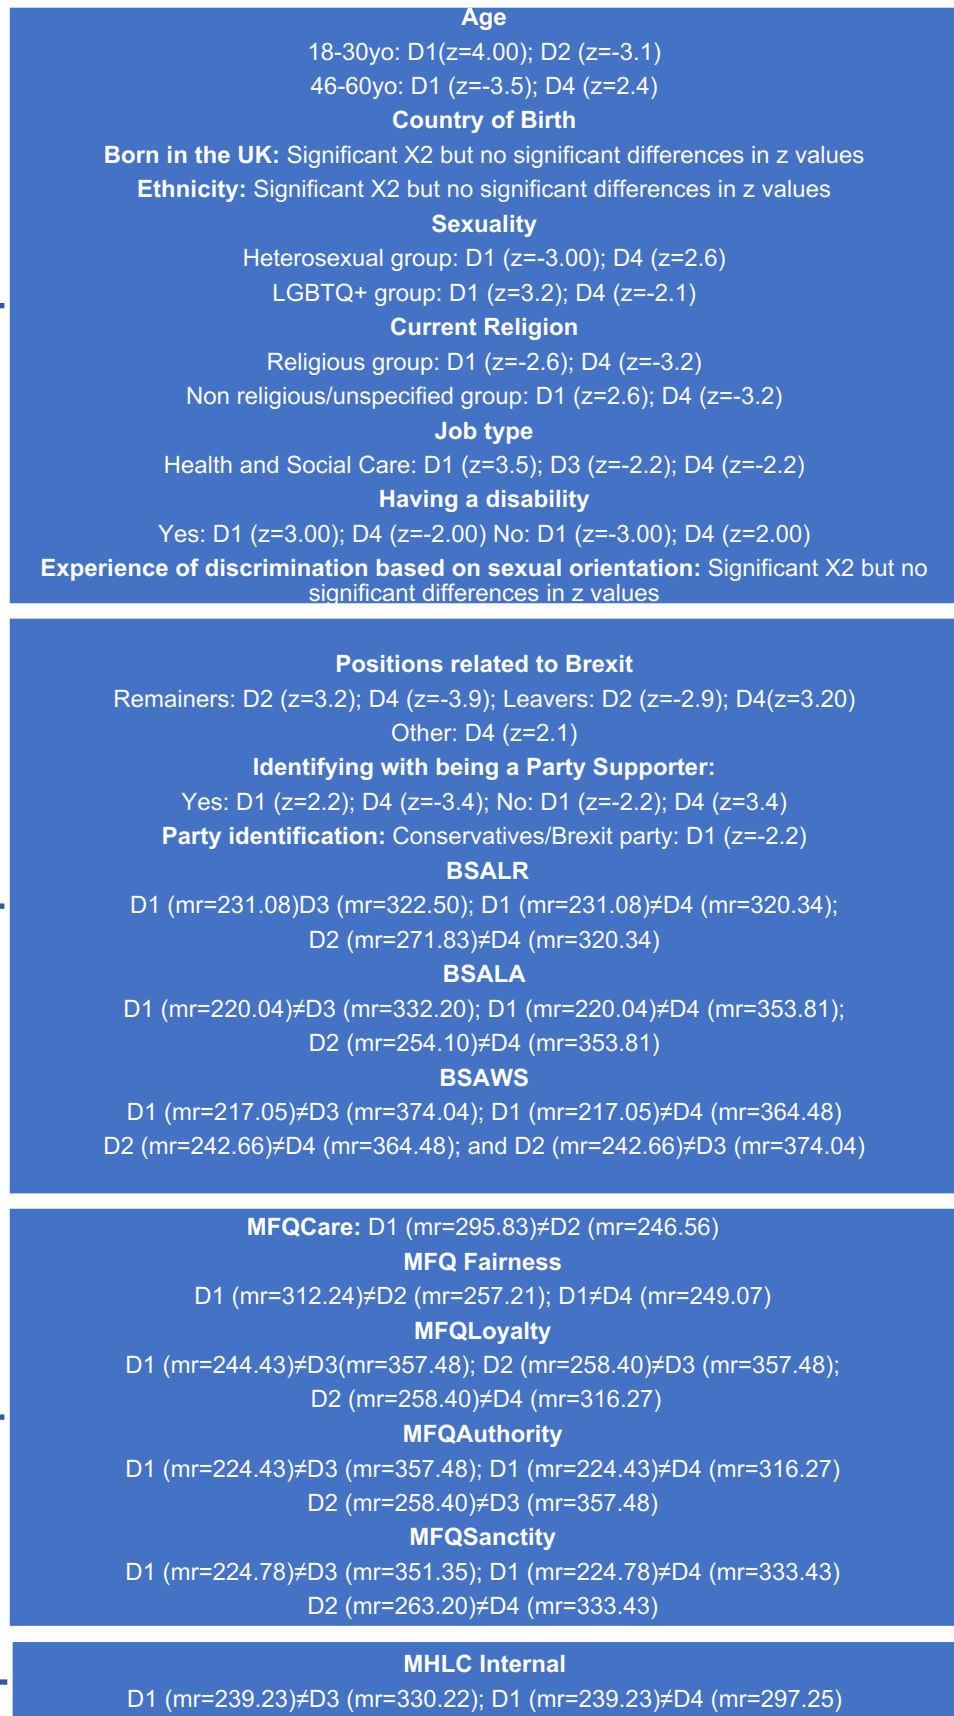 Age
18-30yo: D1(z=4.00); D2 (z=-3.1)
46-60yo: D1 (z=-3.5); D4 (z=2.4)
Country of Birth
Born in the UK: Significant X2 but no significant differences in z values
Ethnicity: Significant X2 but no significant differences in z values
Sexuality
Heterosexual group: D1 (z=-3.00); D4 (z=2.6)
LGBTQ+ group: D1 (z=3.2); D4 (z=-2.1)
Current Religion
Religious group: D1 (z=-2.6); D4 (z=-3.2)
Non religious/unspecified group: D1 (z=2.6); D4 (z=-3.2)
Job type
Health and Social Care: D1 (z=3.5); D3 (z=-2.2); D4 (z=-2.2)
Having a disability
Yes: D1 (z=3.00); D4 (z=-2.00) No: D1 (z=-3.00); D4 (z=2.00)
Experience of discrimination based on sexual orientation: Significant X2 but no
significant differences in z values
Positions related to Brexit
Remainers: D2 (z=3.2); D4 (z=-3.9); Leavers: D2 (z=-2.9); D4(z=3.20)
Other: D4 (z=2.1)
Identifying with being a Party Supporter:
Yes: D1 (z=2.2); D4 (z=-3.4); No: D1 (z=-2.2); D4 (z=3.4)
Party identification: Conservatives/Brexit party: D1 (z=-2.2)
BSALR
D1 (mr=231.08)D3 (mr=322.50); D1 (mr=231.08)≠D4 (mr=320.34);
D2 (mr=271.83)≠D4 (mr=320.34)
BSALA
D1 (mr=220.04)≠D3 (mr=332.20); D1 (mr=220.04)≠D4 (mr=353.81);
D2 (mr=254.10)≠D4 (mr=353.81)
BSAWS
D1 (mr=217.05)≠D3 (mr=374.04); D1 (mr=217.05)≠D4 (mr=364.48)
D2 (mr=242.66)≠D4 (mr=364.48); and D2 (mr=242.66)≠D3 (mr=374.04)
MFQCare: D1 (mr=295.83)≠D2 (mr=246.56)
MFQ Fairness
D1 (mr=312.24)≠D2 (mr=257.21); D1≠D4 (mr=249.07)
MFQLoyalty
D1 (mr=244.43)≠D3(mr=357.48); D2 (mr=258.40)≠D3 (mr=357.48);
D2 (mr=258.40)≠D4 (mr=316.27)
MFQAuthority
D1 (mr=224.43)≠D3 (mr=357.48); D1 (mr=224.43)≠D4 (mr=316.27)
D2 (mr=258.40)≠D3 (mr=357.48)
MFQSanctity
D1 (mr=224.78)≠D3 (mr=351.35); D1 (mr=224.78)≠D4 (mr=333.43)
D2 (mr=263.20)≠D4 (mr=333.43)
MHLC Internal
D1 (mr=239.23)≠D3 (mr=330.22); D1 (mr=239.23)≠D4 (mr=297.25)